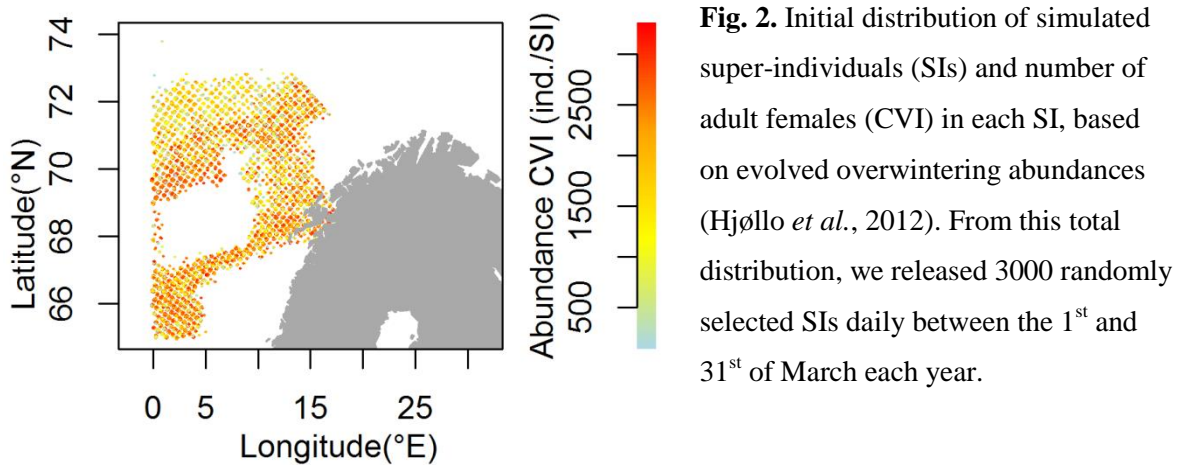 74
72
70
68
66
Latitude(°N)
0 5 15 25
Longitude(°E)
Abundance CVI (ind./SI)
2500
1500
500
Fig. 2. Initial distribution of simulated
super-individuals (SIs) and number of
adult females (CVI) in each SI, based
on evolved overwintering abundances
(Hjøllo et al., 2012). From this total
distribution, we released 3000 randomly
selected SIs daily between the 1st and
31st of March each year.